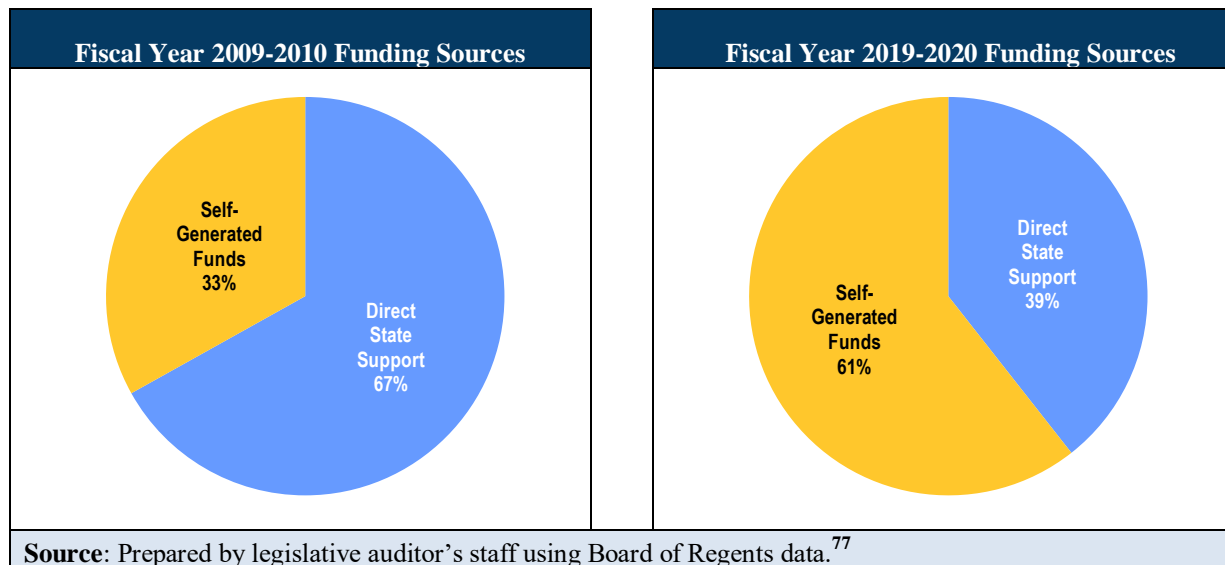 Fiscal Year 2009-2010 Funding Sources
Self-
Generated
Funds
33%
Direct
State
Support
67%
Fiscal Year 2019-2020 Funding Sources
Direct
State
Support
39%
Self-
Generated
Funds
61%
Source: Prepared by legislative auditor’s staff using Board of Regents data.77